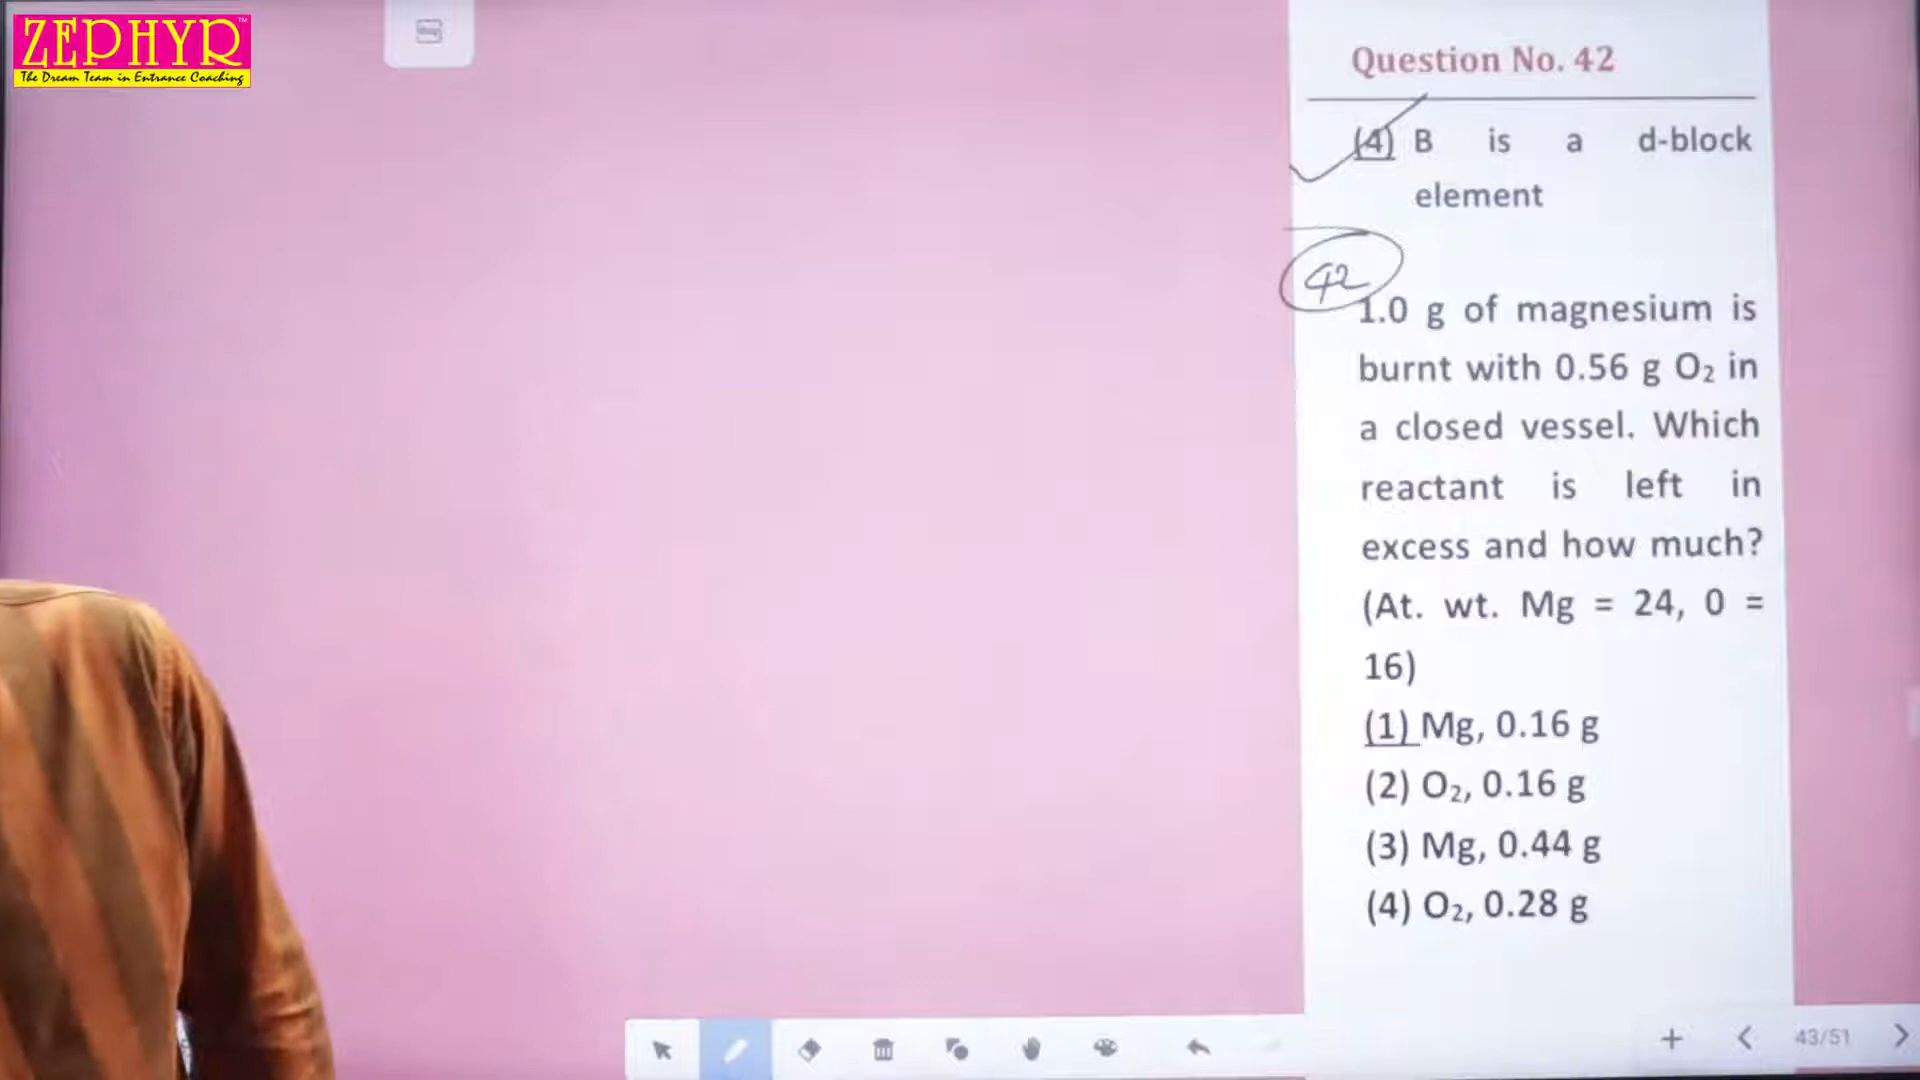 ZEPHYR™
The Dream Team in Entrance Coaching
Question No. 42
(4) B is a d-block
element
42
1.0 g of magnesium is
burnt with 0.56 g O₂ in
a closed vessel. Which
reactant is left in
excess and how much?
(At. wt. Mg = 24, 0 =
16)
(1) Mg, 0.16 g
(2) O₂, 0.16 g
(3) Mg, 0.44 g
(4) O₂, 0.28 g
43/51